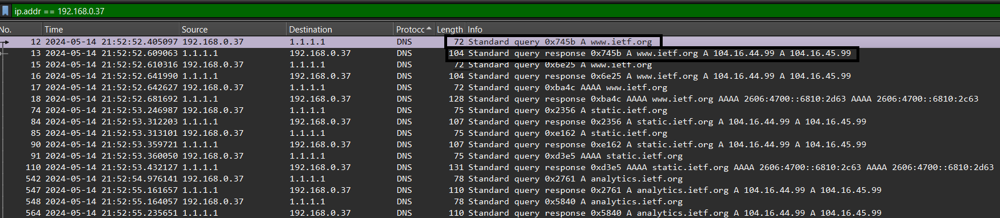 ip.addr == 192.168.0.37
No. Time Source Destination Protocc Length Info
12 2024-05-14 21:52:52.405097 192.168.0.37 1.1.1.1 DNS 72 Standard query 0x745b A www.ietf.org
13 2024-05-14 21:52:52.609063 1.1.1.1 192.168.0.37 DNS 104 Standard query response 0x745b A www.ietf.org A 104.16.44.99 A 104.16.45.99
15 2024-05-14 21:52:52.610316 192.168.0.37 1.1.1.1 DNS 72 Standard query 0x6e25 A www.ietf.org
16 2024-05-14 21:52:52.641990 1.1.1.1 192.168.0.37 DNS 104 Standard query response 0x6e25 A www.ietf.org A 104.16.44.99 A 104.16.45.99
17 2024-05-14 21:52:52.642627 192.168.0.37 1.1.1.1 DNS 72 Standard query 0xba4c AAAA www.ietf.org
18 2024-05-14 21:52:52.681692 1.1.1.1 192.168.0.37 DNS 128 Standard query response 0xba4c AAAA www.ietf.org AAAA 2606:4700::6810:2d63 AAAA 2606:4700::6810:2c63
74 2024-05-14 21:52:53.246987 192.168.0.37 1.1.1.1 DNS 75 Standard query 0x2356 A static.ietf.org
84 2024-05-14 21:52:53.312203 1.1.1.1 192.168.0.37 DNS 107 Standard query response 0x2356 A static.ietf.org A 104.16.44.99 A 104.16.45.99
85 2024-05-14 21:52:53.313101 192.168.0.37 1.1.1.1 DNS 75 Standard query 0xe162 A static.ietf.org
90 2024-05-14 21:52:53.359721 1.1.1.1 192.168.0.37 DNS 107 Standard query response 0xe162 A static.ietf.org A 104.16.44.99 A 104.16.45.99
91 2024-05-14 21:52:53.360050 192.168.0.37 1.1.1.1 DNS 75 Standard query 0xd3e5 AAAA static.ietf.org
110 2024-05-14 21:52:53.432127 1.1.1.1 192.168.0.37 DNS 131 Standard query response 0xd3e5 AAAA static.ietf.org AAAA 2606:4700::6810:2c63 AAAA 2606:4700::6810:2d63
542 2024-05-14 21:52:54.976141 192.168.0.37 1.1.1.1 DNS 78 Standard query 0x2761 A analytics.ietf.org
547 2024-05-14 21:52:55.161657 1.1.1.1 192.168.0.37 DNS 110 Standard query response 0x2761 A analytics.ietf.org A 104.16.44.99 A 104.16.45.99
548 2024-05-14 21:52:55.164057 192.168.0.37 1.1.1.1 DNS 78 Standard query 0x5840 A analytics.ietf.org
564 2024-05-14 21:52:55.235651 1.1.1.1 192.168.0.37 DNS 110 Standard query response 0x5840 A analytics.ietf.org A 104.16.44.99 A 104.16.45.99